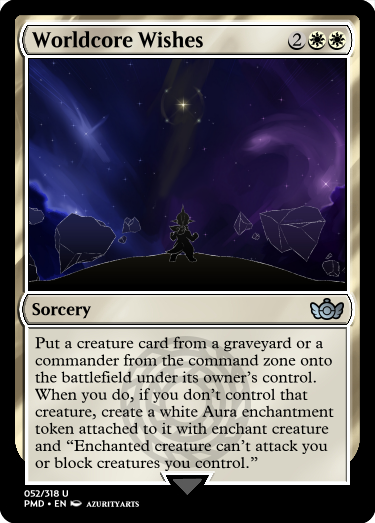 Worldcore Wishes 2
Sorcery
Put a creature card from a graveyard or a
commander from the command zone onto
the battlefield under its owner's control.
When you do, if you don't control that
creature, create a white Aura enchantment
token attached to it with enchant creature
and “Enchanted creature can't attack you
or block creatures you control.”
052/318 U
PMD • EN AZURITYARTS